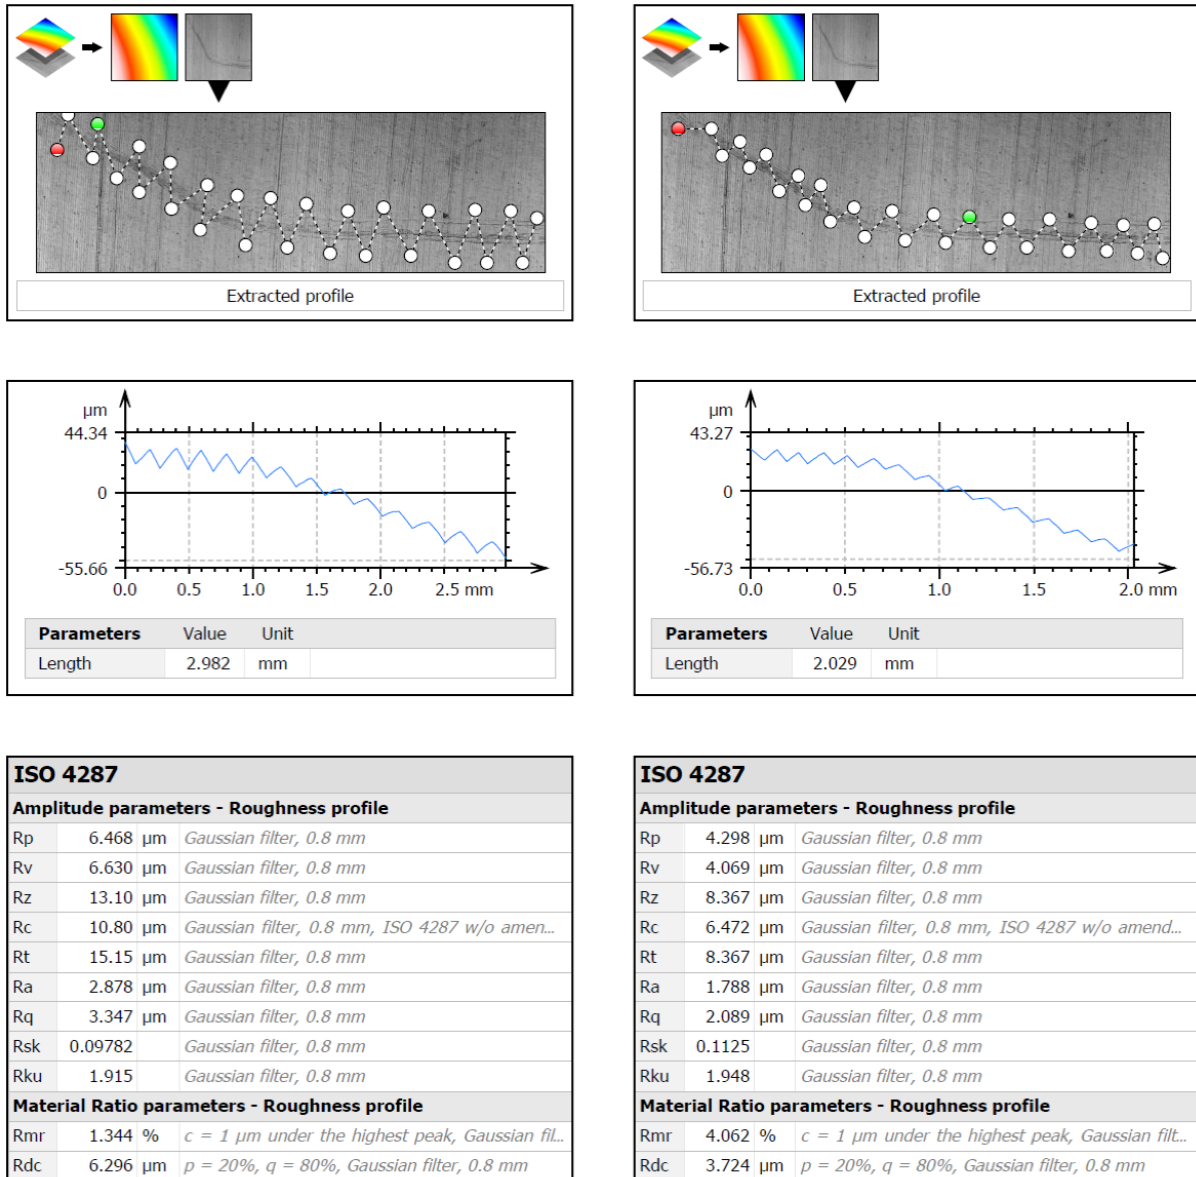 Extracted profile
Extracted profile
µm
44.34
0
-55.66
0.0 0.5 1.0 1.5 2.0 2.5 mm
Parameters Value Unit
Length 2.982 mm
µm
43.27
0
-56.73
0.0 0.5 1.0 1.5 2.0 mm
Parameters Value Unit
Length 2.029 mm
ISO 4287
Amplitude parameters - Roughness profile
Rp 6.468 µm Gaussian filter, 0.8 mm
Rv 6.630 µm Gaussian filter, 0.8 mm
Rz 13.10 µm Gaussian filter, 0.8 mm
Rc 10.80 µm Gaussian filter, 0.8 mm, ISO 4287 w/o amen...
Rt 15.15 µm Gaussian filter, 0.8 mm
Ra 2.878 µm Gaussian filter, 0.8 mm
Rq 3.347 µm Gaussian filter, 0.8 mm
Rsk 0.09782 Gaussian filter, 0.8 mm
Rku 1.915 Gaussian filter, 0.8 mm
Material Ratio parameters - Roughness profile
Rmr 1.344 % c = 1 µm under the highest peak, Gaussian fil...
Rdc 6.296 µm p = 20%, q = 80%, Gaussian filter, 0.8 mm
ISO 4287
Amplitude parameters - Roughness profile
Rp 4.298 µm Gaussian filter, 0.8 mm
Rv 4.069 µm Gaussian filter, 0.8 mm
Rz 8.367 µm Gaussian filter, 0.8 mm
Rc 6.472 µm Gaussian filter, 0.8 mm, ISO 4287 w/o amend...
Rt 8.367 µm Gaussian filter, 0.8 mm
Ra 1.788 µm Gaussian filter, 0.8 mm
Rq 2.089 µm Gaussian filter, 0.8 mm
Rsk 0.1125 Gaussian filter, 0.8 mm
Rku 1.948 Gaussian filter, 0.8 mm
Material Ratio parameters - Roughness profile
Rmr 4.062 % c = 1 µm under the highest peak, Gaussian filt...
Rdc 3.724 µm p = 20%, q = 80%, Gaussian filter, 0.8 mm